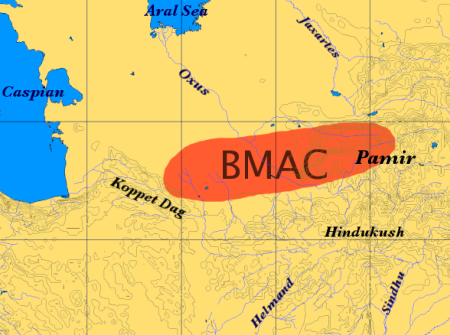 Aral Sea
Jaxartes
Oxus
Caspian
BMAC
Pamir
Koppet Dag
Hindukush
Helmand
Sindhu